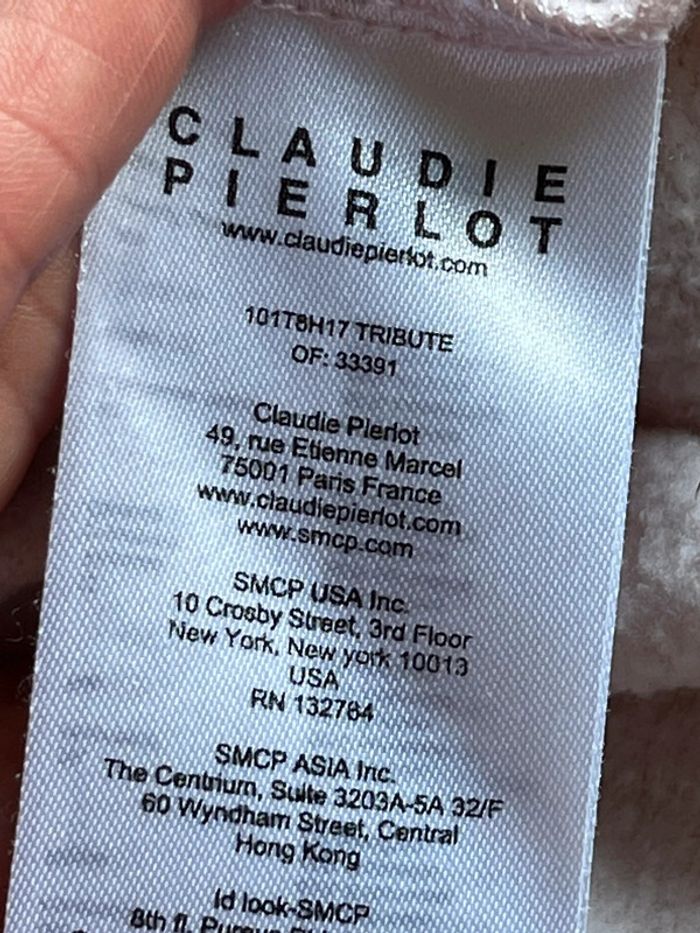 CLAUDIE
PIERLOT
www.claudiepierlot.com
101T8H17 TRIBUTE
OF: 33391
Claudie Pierlot
49, rue Etienne Marcel
75001 Paris France
www.claudiepierlot.com
www.smcp.com
SMCP USA Inc.
10 Crosby Street, 3rd Floor
New York, New york 10013
USA
RN 132784
SMCP ASIA Inc.
The Centrium, Suite 3203A-5A 32/F
60 Wyndham Street, Central
Hong Kong
Id look-SMCP
8th fl.